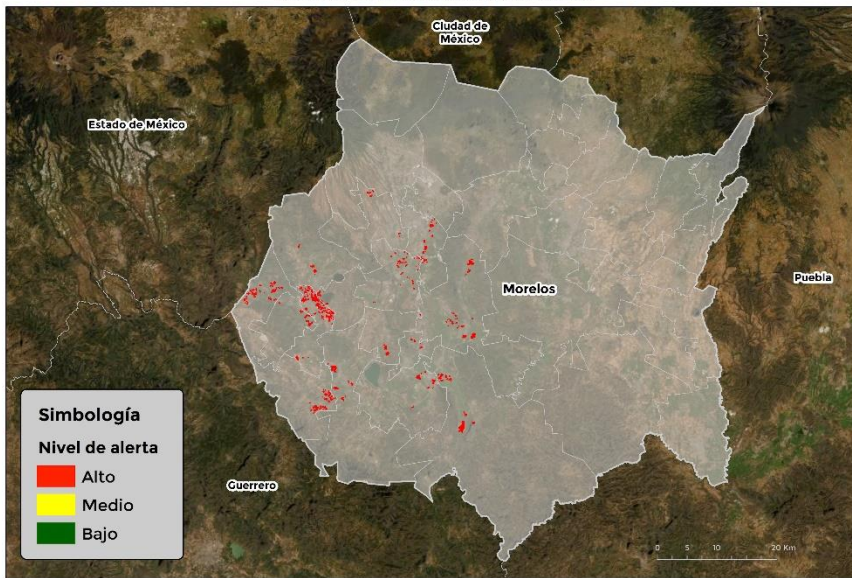 Ciudad de
México
Estado de México
Morelos
Puebla
Guerrero
Simbología
Nivel de alerta
Alto
Medio
Bajo
0 5 10 20 Km